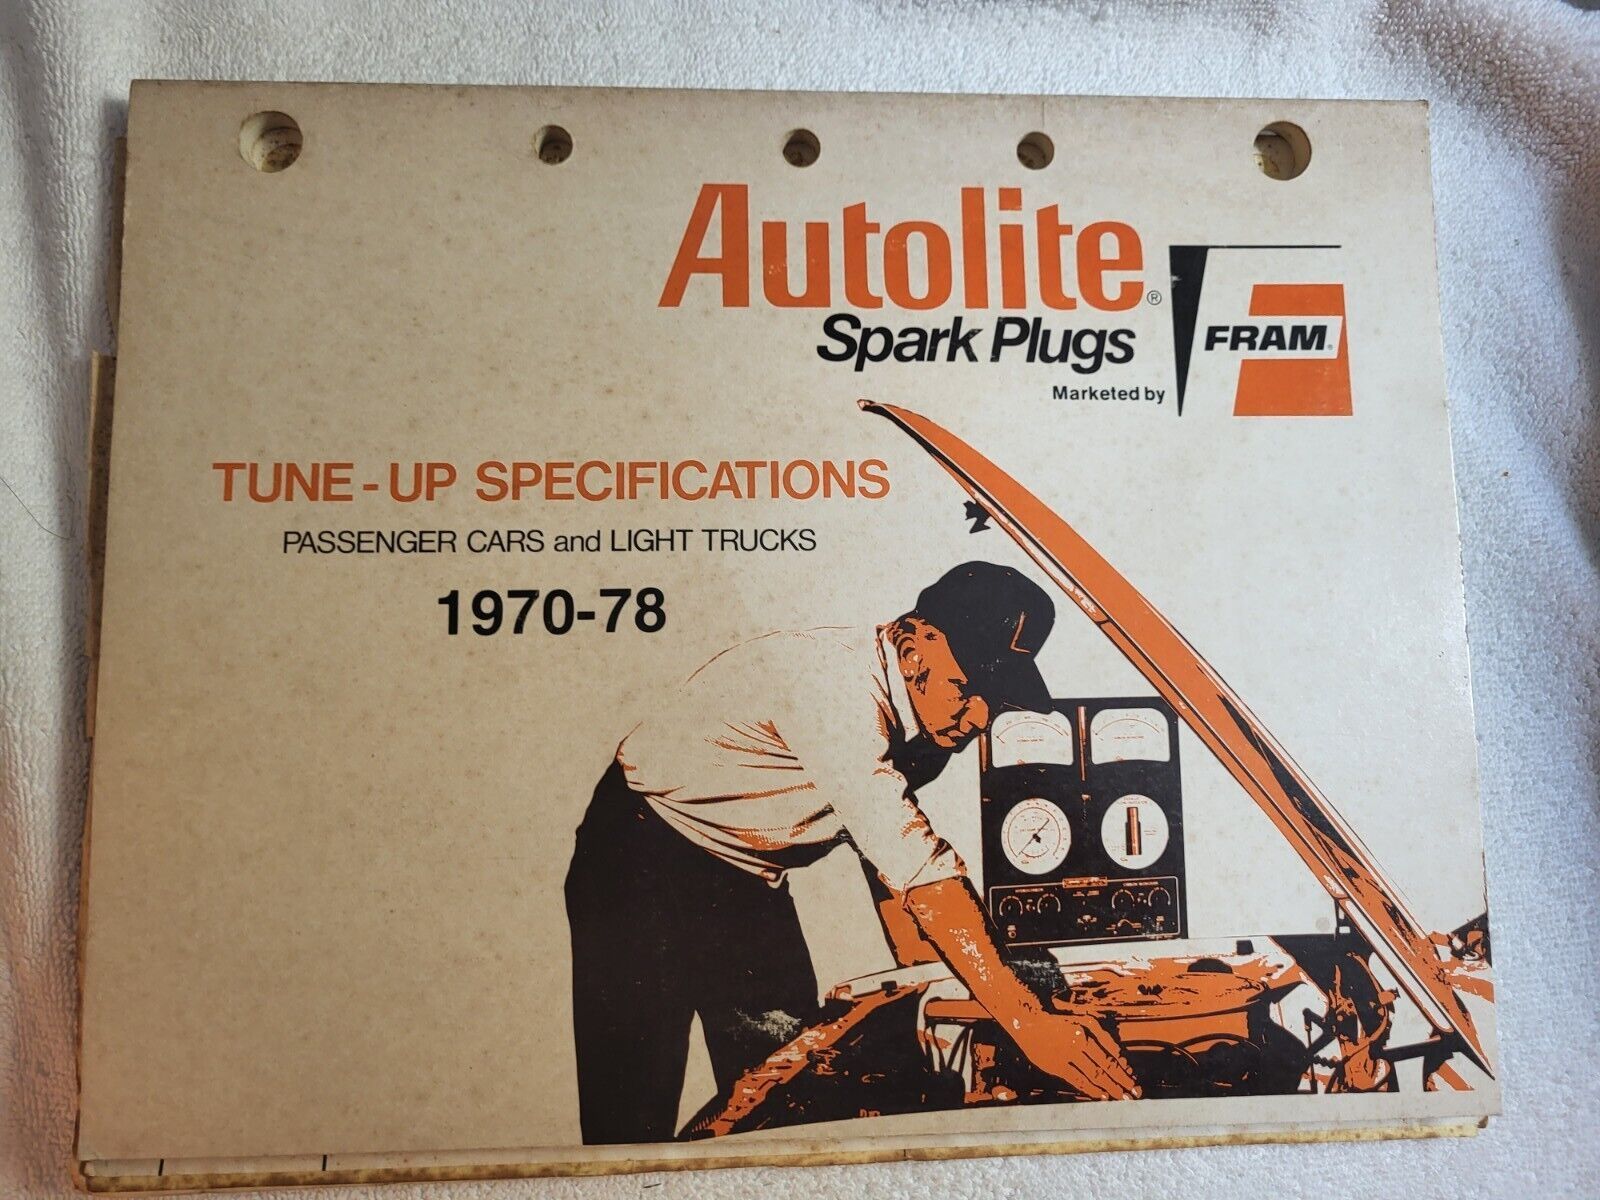 Autolite®
Spark Plugs
Marketed by
FRAM®
TUNE-UP SPECIFICATIONS
PASSENGER CARS and LIGHT TRUCKS
1970-78